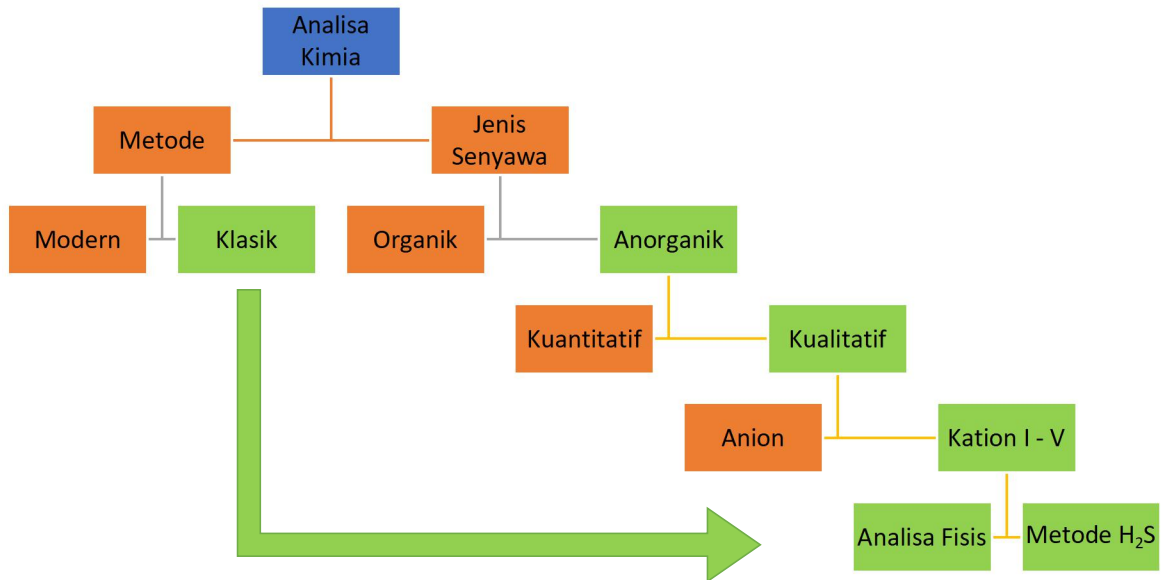 Analisa
Kimia
Metode
Jenis
Senyawa
Modern
Klasik
Organik
Anorganik
Kuantitatif
Kualitatif
Anion
Kation I - V
Analisa Fisis
Metode H₂S